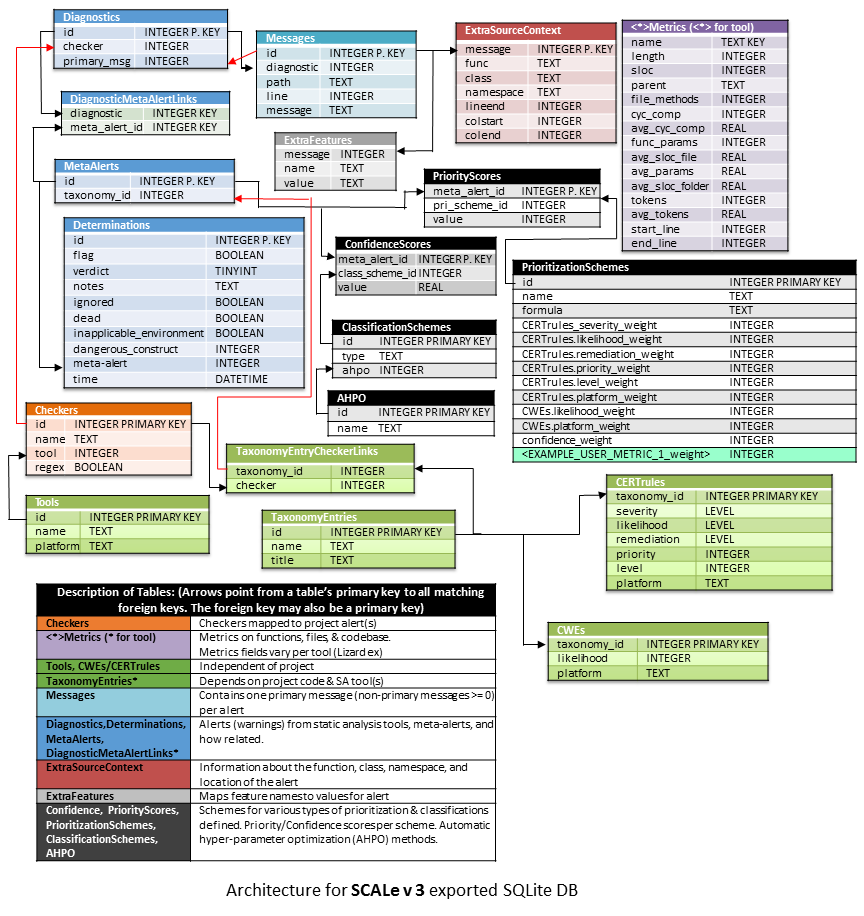 Diagnostics
id INTEGER P. KEY
checker INTEGER
primary_msg INTEGER
Messages
id INTEGER P. KEY
diagnostic INTEGER
path TEXT
line INTEGER
message TEXT
ExtraSourceContext
message INTEGER P. KEY
func TEXT
class TEXT
namespace TEXT
lineend INTEGER
colstart INTEGER
colend INTEGER
<*>Metrics (<*> for tool)
name TEXT KEY
length INTEGER
sloc INTEGER
parent TEXT
file_methods INTEGER
cyc_comp INTEGER
avg_cyc_comp REAL
func_params INTEGER
avg_sloc_file REAL
avg_params REAL
avg_sloc_folder REAL
tokens INTEGER
avg_tokens REAL
start_line INTEGER
end_line INTEGER
DiagnosticMetaAlertLinks
diagnostic INTEGER KEY
meta_alert_id INTEGER KEY
ExtraFeatures
message INTEGER
name TEXT
value TEXT
MetaAlerts
id INTEGER P. KEY
taxonomy_id INTEGER
PriorityScores
meta_alert_id INTEGER P. KEY
pri_scheme_id INTEGER
value INTEGER
Determinations
id INTEGER P. KEY
flag BOOLEAN
verdict TINYINT
notes TEXT
ignored BOOLEAN
dead BOOLEAN
inapplicable_environment BOOLEAN
dangerous_construct INTEGER
meta-alert INTEGER
time DATETIME
ConfidenceScores
meta_alert_id INTEGER P. KEY
class_scheme_id INTEGER
value REAL
PrioritizationSchemes
id INTEGER PRIMARY KEY
name TEXT
formula TEXT
CERTrules_severity_weight INTEGER
CERTrules.likelihood_weight INTEGER
CERTrules.remediation_weight INTEGER
CERTrules.priority_weight INTEGER
CERTrules.level_weight INTEGER
CERTrules.platform_weight INTEGER
CWEs.likelihood_weight INTEGER
CWEs.platform_weight INTEGER
confidence_weight INTEGER
<EXAMPLE_USER_METRIC_1_weight> INTEGER
ClassificationSchemes
id INTEGER PRIMARY KEY
type TEXT
ahpo INTEGER
AHPO
id INTEGER PRIMARY KEY
name TEXT
Checkers
id INTEGER PRIMARY KEY
name TEXT
tool INTEGER
regex BOOLEAN
TaxonomyEntryCheckerLinks
taxonomy_id INTEGER
checker INTEGER
Tools
id INTEGER PRIMARY KEY
name TEXT
platform TEXT
TaxonomyEntries
id INTEGER PRIMARY KEY
name TEXT
title TEXT
CERTrules
taxonomy_id INTEGER PRIMARY KEY
severity LEVEL
likelihood LEVEL
remediation LEVEL
priority INTEGER
level INTEGER
platform TEXT
CWEs
taxonomy_id INTEGER PRIMARY KEY
likelihood INTEGER
platform TEXT
Description of Tables: (Arrows point from a table's primary key to all matching
foreign keys. The foreign key may also be a primary key)
Checkers Checkers mapped to project alert(s)
<*>Metrics (* for tool) Metrics on functions, files, & codebase.
Metrics fields vary per tool (Lizard ex)
Tools, CWEs/CERTrules Independent of project
TaxonomyEntries* Depends on project code & SA tool(s)
Messages Contains one primary message (non-primary messages >= 0)
per alert
Diagnostics,Determinations, Alerts (warnings) from static analysis tools, meta-alerts, and
MetaAlerts, how related.
DiagnosticMetaAlertLinks*
ExtraSourceContext Information about the function, class, namespace, and
location of the alert
ExtraFeatures Maps feature names to values for alert
Confidence, PriorityScores, Schemes for various types of prioritization & classifications
PrioritizationSchemes, defined. Priority/Confidence scores per scheme. Automatic
ClassificationSchemes, hyper-parameter optimization (AHPO) methods.
AHPO
Architecture for SCALe v 3 exported SQLite DB